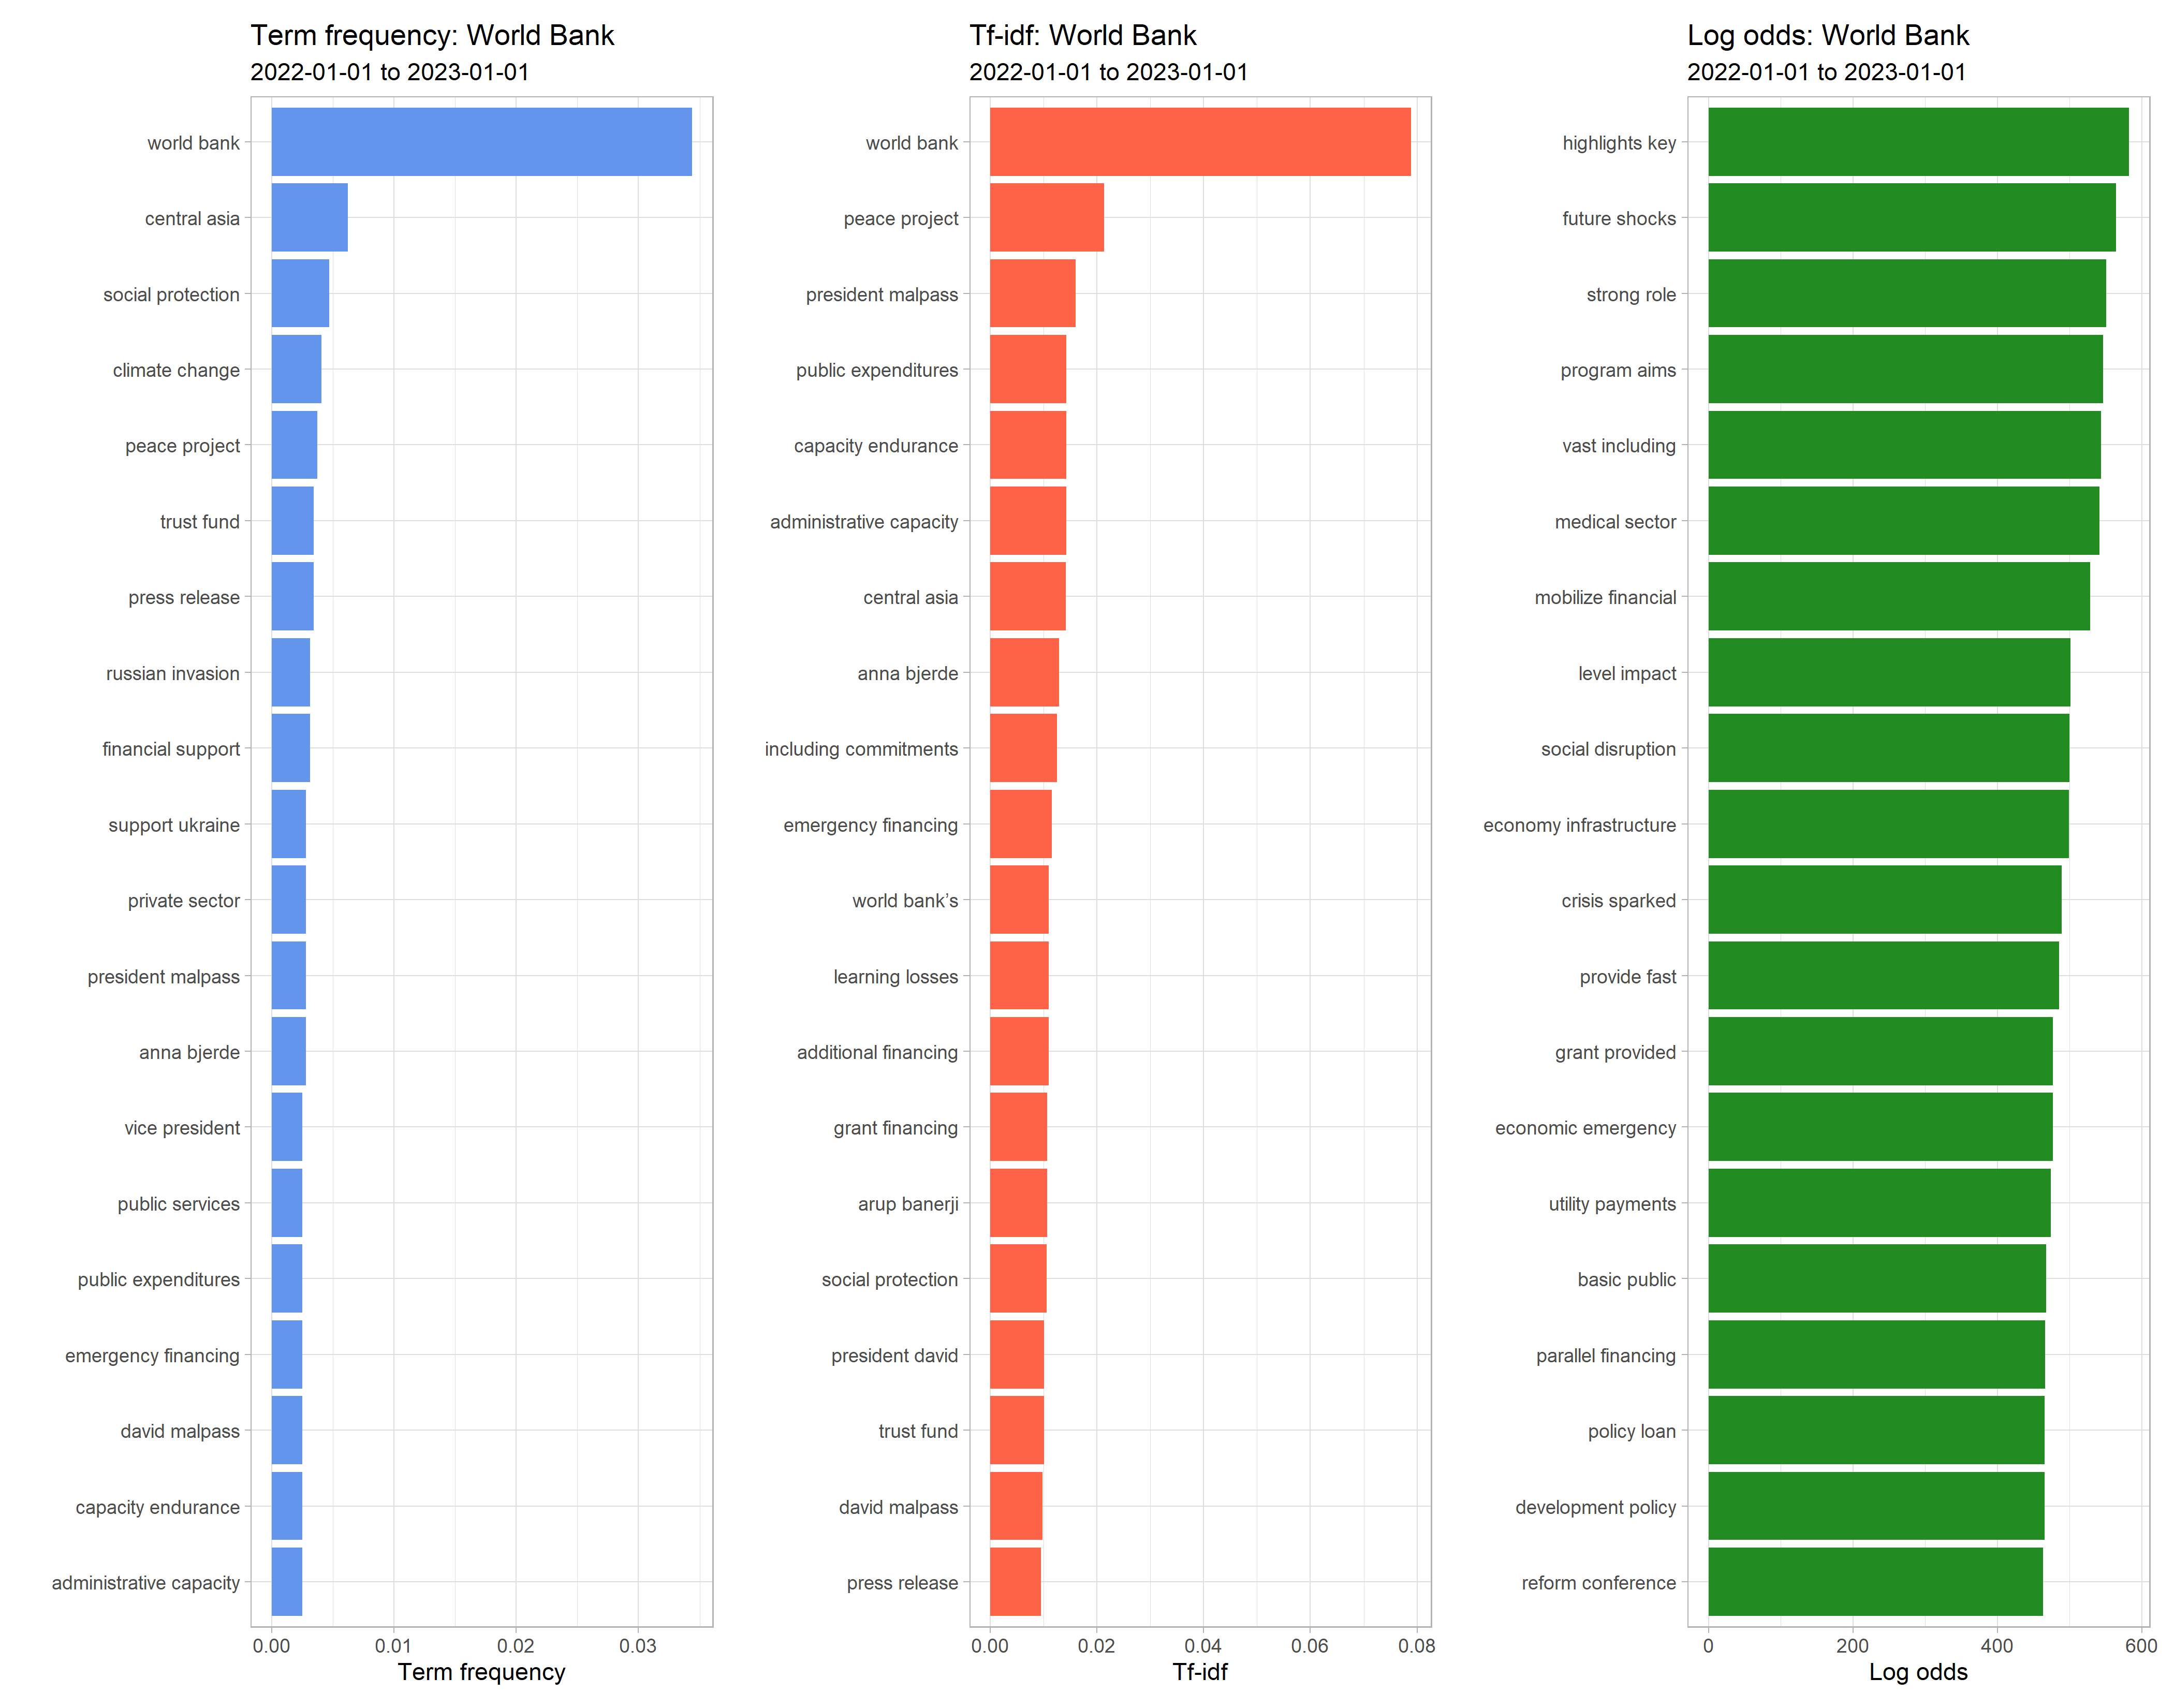 Term frequency: World Bank
2022-01-01 to 2023-01-01
world bank
central asia
social protection
climate change
peace project
trust fund
press release
russian invasion
financial support
support ukraine
private sector
president malpass
anna bjerde
vice president
public services
public expenditures
emergency financing
david malpass
capacity endurance
administrative capacity
0.00 0.01 0.02 0.03
Term frequency
Tf-idf: World Bank
2022-01-01 to 2023-01-01
world bank
peace project
president malpass
public expenditures
capacity endurance
administrative capacity
central asia
anna bjerde
including commitments
emergency financing
world bank’s
learning losses
additional financing
grant financing
arup banerji
social protection
president david
trust fund
david malpass
press release
0.00 0.02 0.04 0.06 0.08
Tf-idf
Log odds: World Bank
2022-01-01 to 2023-01-01
highlights key
future shocks
strong role
program aims
vast including
medical sector
mobilize financial
level impact
social disruption
economy infrastructure
crisis sparked
provide fast
grant provided
economic emergency
utility payments
basic public
parallel financing
policy loan
development policy
reform conference
0 200 400 600
Log odds